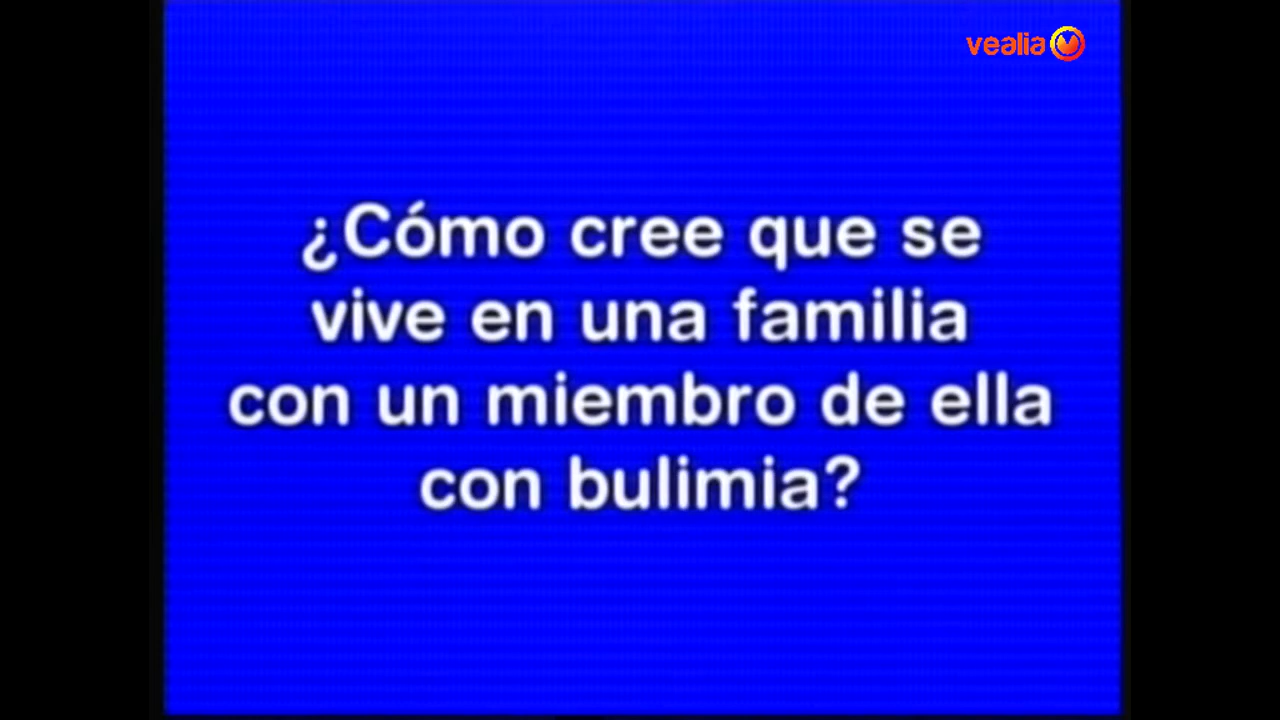 vealia
¿Cómo cree que se
vive en una familia
con un miembro de ella
con bulimia?